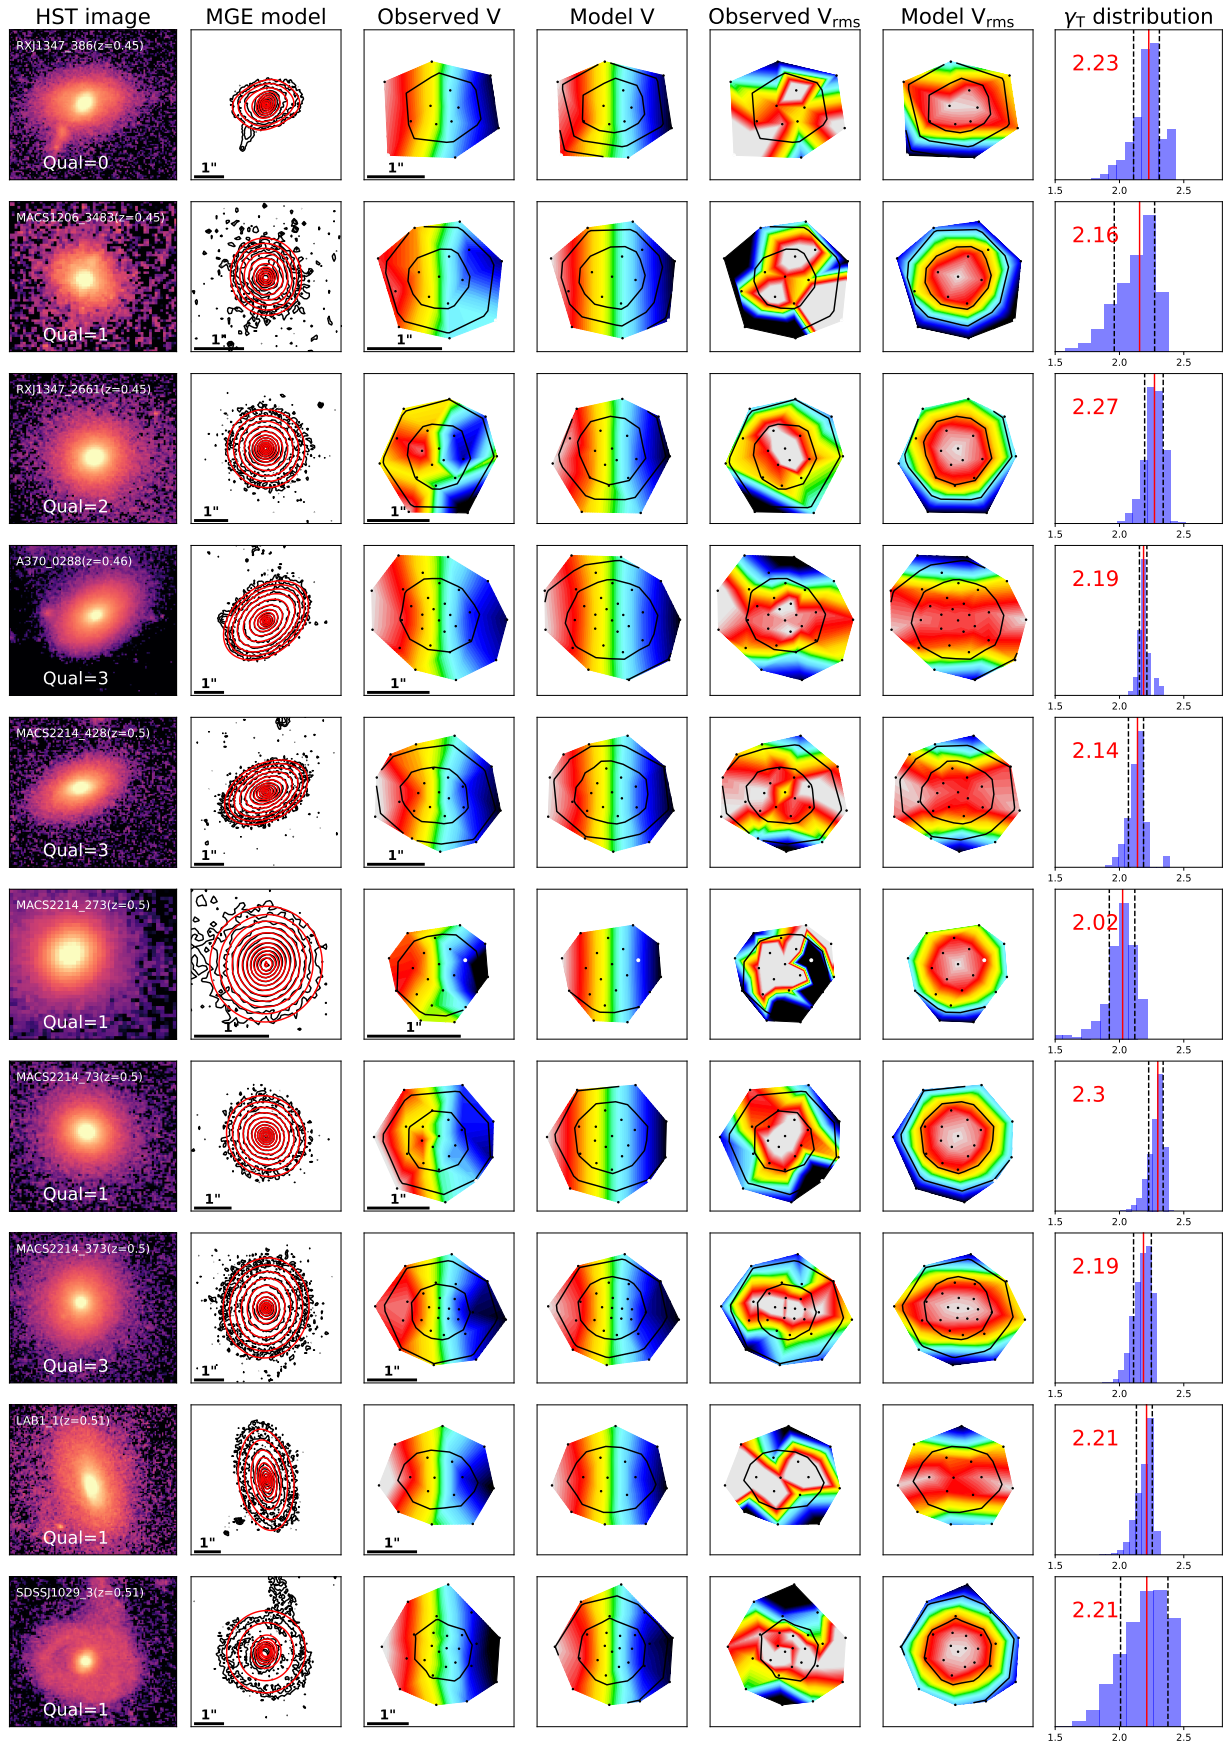 HST image MGE model Observed V Model V Observed Vrms Model Vrms γT distribution
RXJ1347_386(z=0.45)
Qual=0
1"
1"
2.23
1.5 2.0 2.5
MACS1206_3483(z=0.45)
Qual=1
1"
1"
2.16
1.5 2.0 2.5
RXJ1347_2661(z=0.45)
Qual=2
1"
1"
2.27
1.5 2.0 2.5
A370_0288(z=0.46)
Qual=3
1"
1"
2.19
1.5 2.0 2.5
MACS2214_428(z=0.5)
Qual=3
1"
1"
2.14
1.5 2.0 2.5
MACS2214_273(z=0.5)
Qual=1
1"
1"
2.02
1.5 2.0 2.5
MACS2214_73(z=0.5)
Qual=1
1"
1"
2.3
1.5 2.0 2.5
MACS2214_373(z=0.5)
Qual=3
1"
1"
2.19
1.5 2.0 2.5
LAB1_1(z=0.51)
Qual=1
1"
1"
2.21
1.5 2.0 2.5
SDSSJ1029_3(z=0.51)
Qual=1
1"
1"
2.21
1.5 2.0 2.5